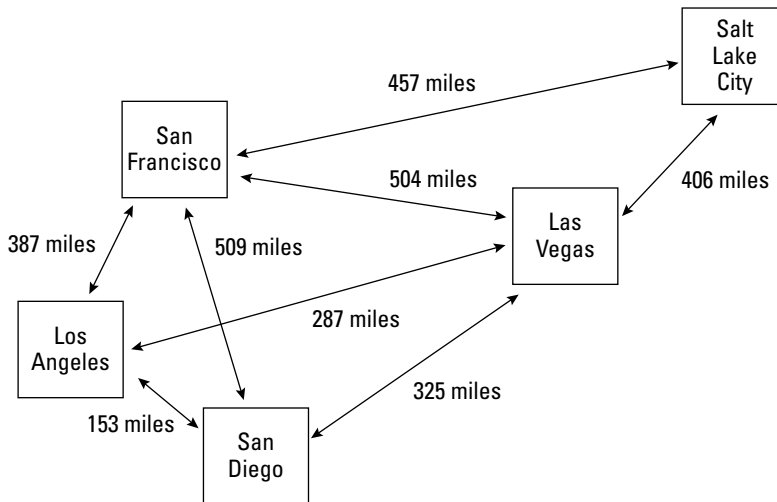 Salt
Lake
City
457 miles
San
Francisco
504 miles
406 miles
Las
Vegas
387 miles
509 miles
287 miles
Los
Angeles
325 miles
153 miles
San
Diego